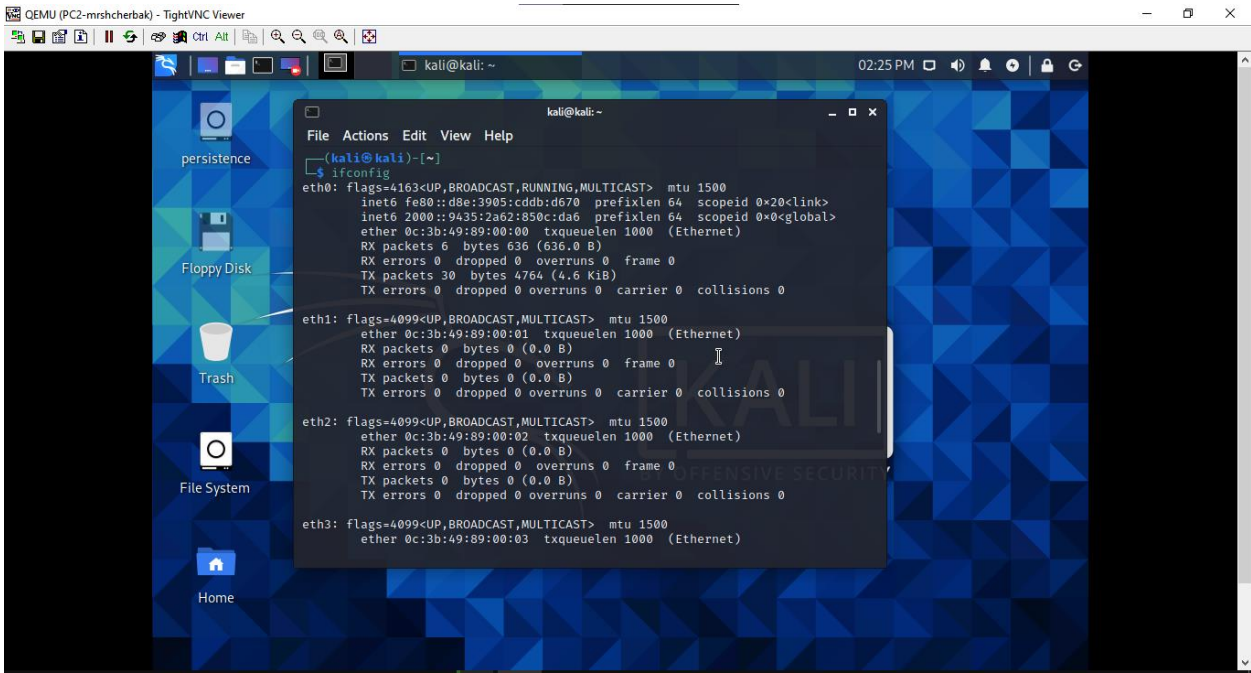 QEMU (PC2-mrshcherbak) - TightVNC Viewer
Ctrl Alt
kali@kali: ~
02:25 PM
kali@kali: ~
File Actions Edit View Help
(kali㉿kali)-[~]
$ ifconfig
eth0: flags=4163<UP,BROADCAST,RUNNING,MULTICAST> mtu 1500
inet6 fe80::d8e:3905:cddb:d670 prefixlen 64 scopeid 0×20<link>
inet6 2000::9435:2a62:850c:da6 prefixlen 64 scopeid 0×0<global>
ether 0c:3b:49:89:00:00 txqueuelen 1000 (Ethernet)
RX packets 6 bytes 636 (636.0 B)
RX errors 0 dropped 0 overruns 0 frame 0
TX packets 30 bytes 4764 (4.6 KiB)
TX errors 0 dropped 0 overruns 0 carrier 0 collisions 0
eth1: flags=4099<UP,BROADCAST,MULTICAST> mtu 1500
ether 0c:3b:49:89:00:01 txqueuelen 1000 (Ethernet)
RX packets 0 bytes 0 (0.0 B)
RX errors 0 dropped 0 overruns 0 frame 0
TX packets 0 bytes 0 (0.0 B)
TX errors 0 dropped 0 overruns 0 carrier 0 collisions 0
eth2: flags=4099<UP,BROADCAST,MULTICAST> mtu 1500
ether 0c:3b:49:89:00:02 txqueuelen 1000 (Ethernet)
RX packets 0 bytes 0 (0.0 B)
RX errors 0 dropped 0 overruns 0 frame 0
TX packets 0 bytes 0 (0.0 B)
TX errors 0 dropped 0 overruns 0 carrier 0 collisions 0
eth3: flags=4099<UP,BROADCAST,MULTICAST> mtu 1500
ether 0c:3b:49:89:00:03 txqueuelen 1000 (Ethernet)
persistence
Floppy Disk
Trash
File System
Home
KALI
BY OFFENSIVE SECURITY